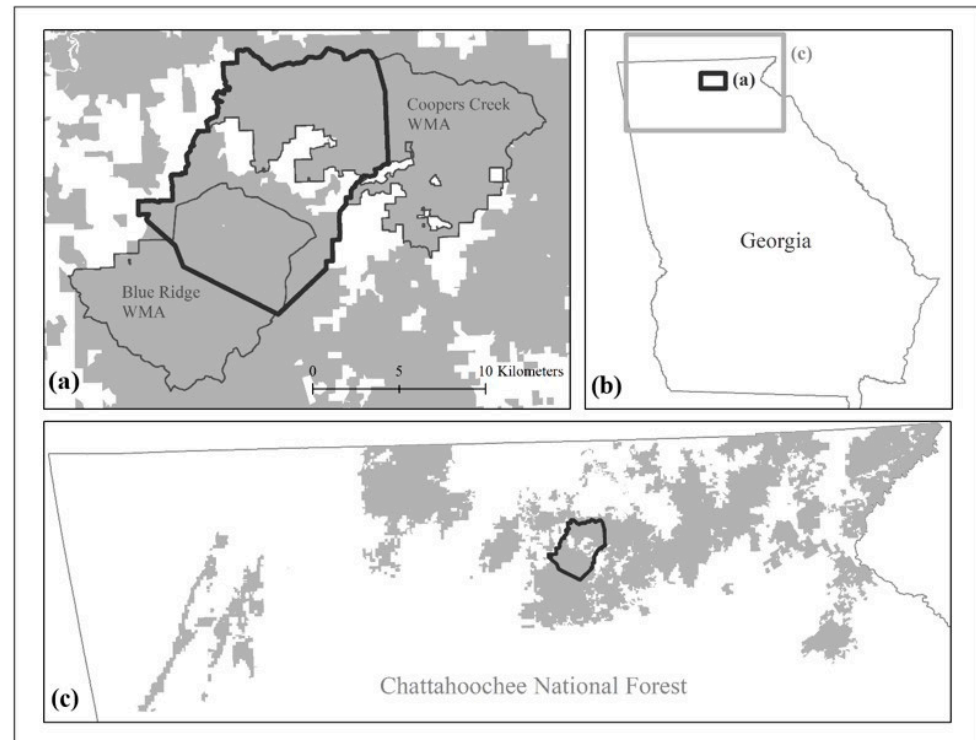 Coopers Creek
WMA
Blue Ridge
WMA
0 5 10 Kilometers
(a)
(c)
(a)
Georgia
(b)
Chattahoochee National Forest
(c)